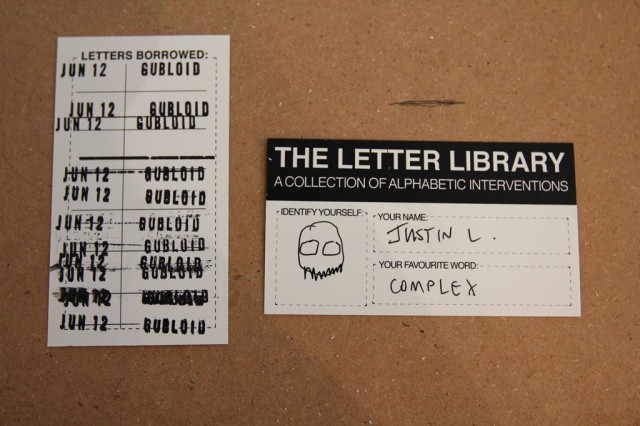 LETTERS BORROWED:
JUN 12 GUBLOID
JUN 12 GUBLOID
JUN 12 GUBLOID
JUN 12 GUBLOID
JUN 12 GUBLOID
JUN 12 GUBLOID
JUN 12 GUBLOID
JUN 12 GUBLOID
JUN 12 GUBLOID
JUN 12 GUBLOID
THE LETTER LIBRARY
A COLLECTION OF ALPHABETIC INTERVENTIONS
IDENTIFY YOURSELF:
YOUR NAME:
JUSTIN L.
YOUR FAVOURITE WORD:
COMPLEX